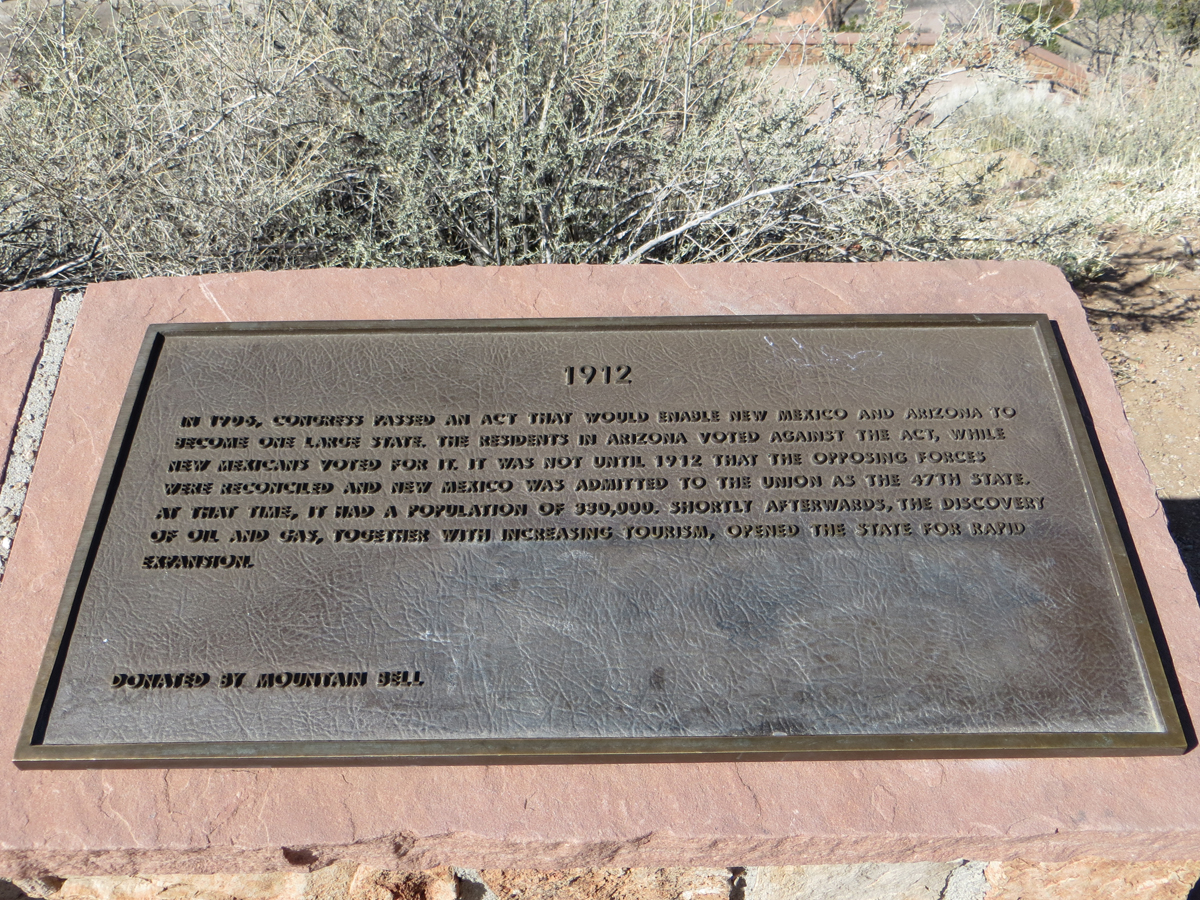 1912
IN 1906, CONGRESS PASSED AN ACT THAT WOULD ENABLE NEW MEXICO AND ARIZONA TO
BECOME ONE LARGE STATE. THE RESIDENTS IN ARIZONA VOTED AGAINST THE ACT, WHILE
NEW MEXICANS VOTED FOR IT. IT WAS NOT UNTIL 1912 THAT THE OPPOSING FORCES
WERE RECONCILED AND NEW MEXICO WAS ADMITTED TO THE UNION AS THE 47TH STATE.
AT THAT TIME, IT HAD A POPULATION OF 330,000. SHORTLY AFTERWARDS, THE DISCOVERY
OF OIL AND GAS, TOGETHER WITH INCREASING TOURISM, OPENED THE STATE FOR RAPID
EXPANSION.
DONATED BY MOUNTAIN BELL